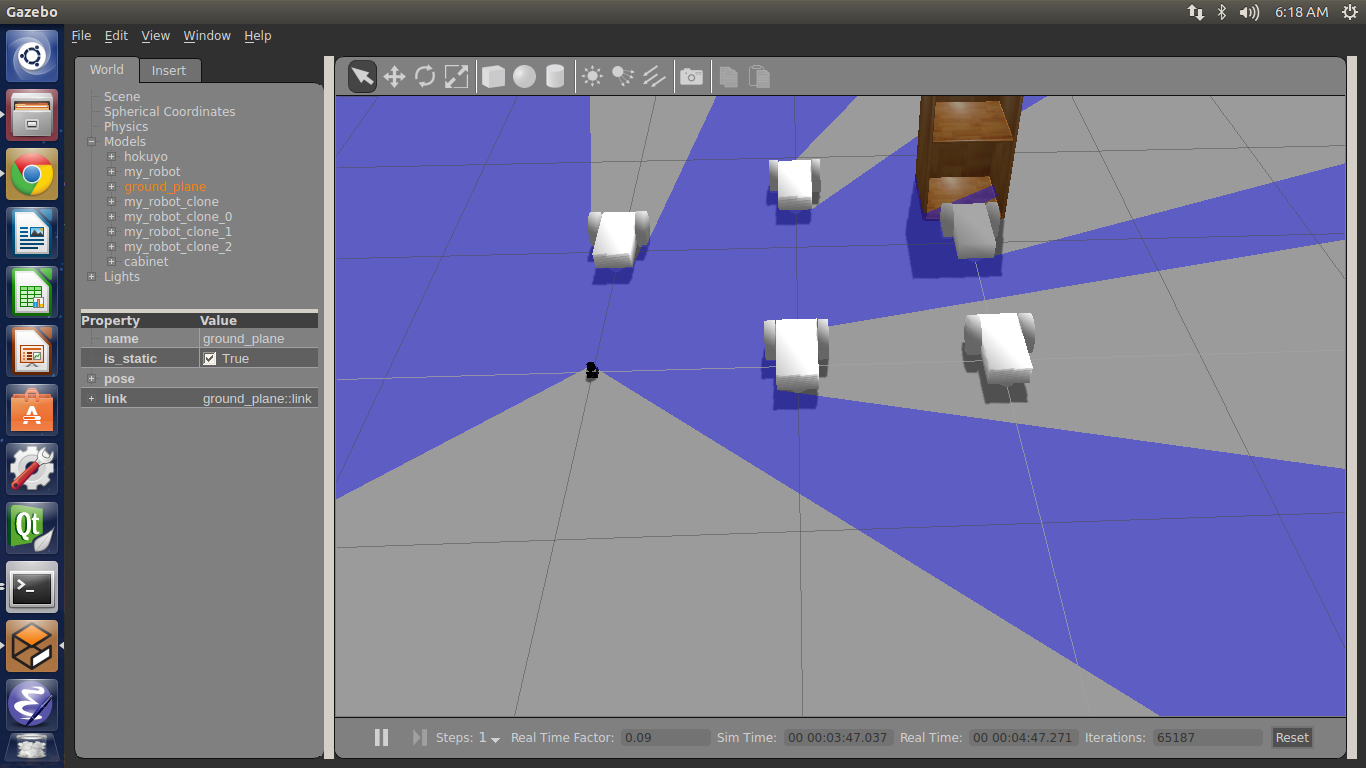 Gazebo
6:18 AM
File Edit View Window Help
World Insert
Scene
Spherical Coordinates
Physics
Models
hokuyo
my_robot
ground_plane
my_robot_clone
my_robot_clone_0
my_robot_clone_1
my_robot_clone_2
cabinet
Lights
Property Value
name ground_plane
is_static True
pose
link ground_plane::link
Qt
Steps: 1 Real Time Factor: 0.09 Sim Time: 00 00:03:47.037 Real Time: 00 00:04:47.271 Iterations: 65187 Reset